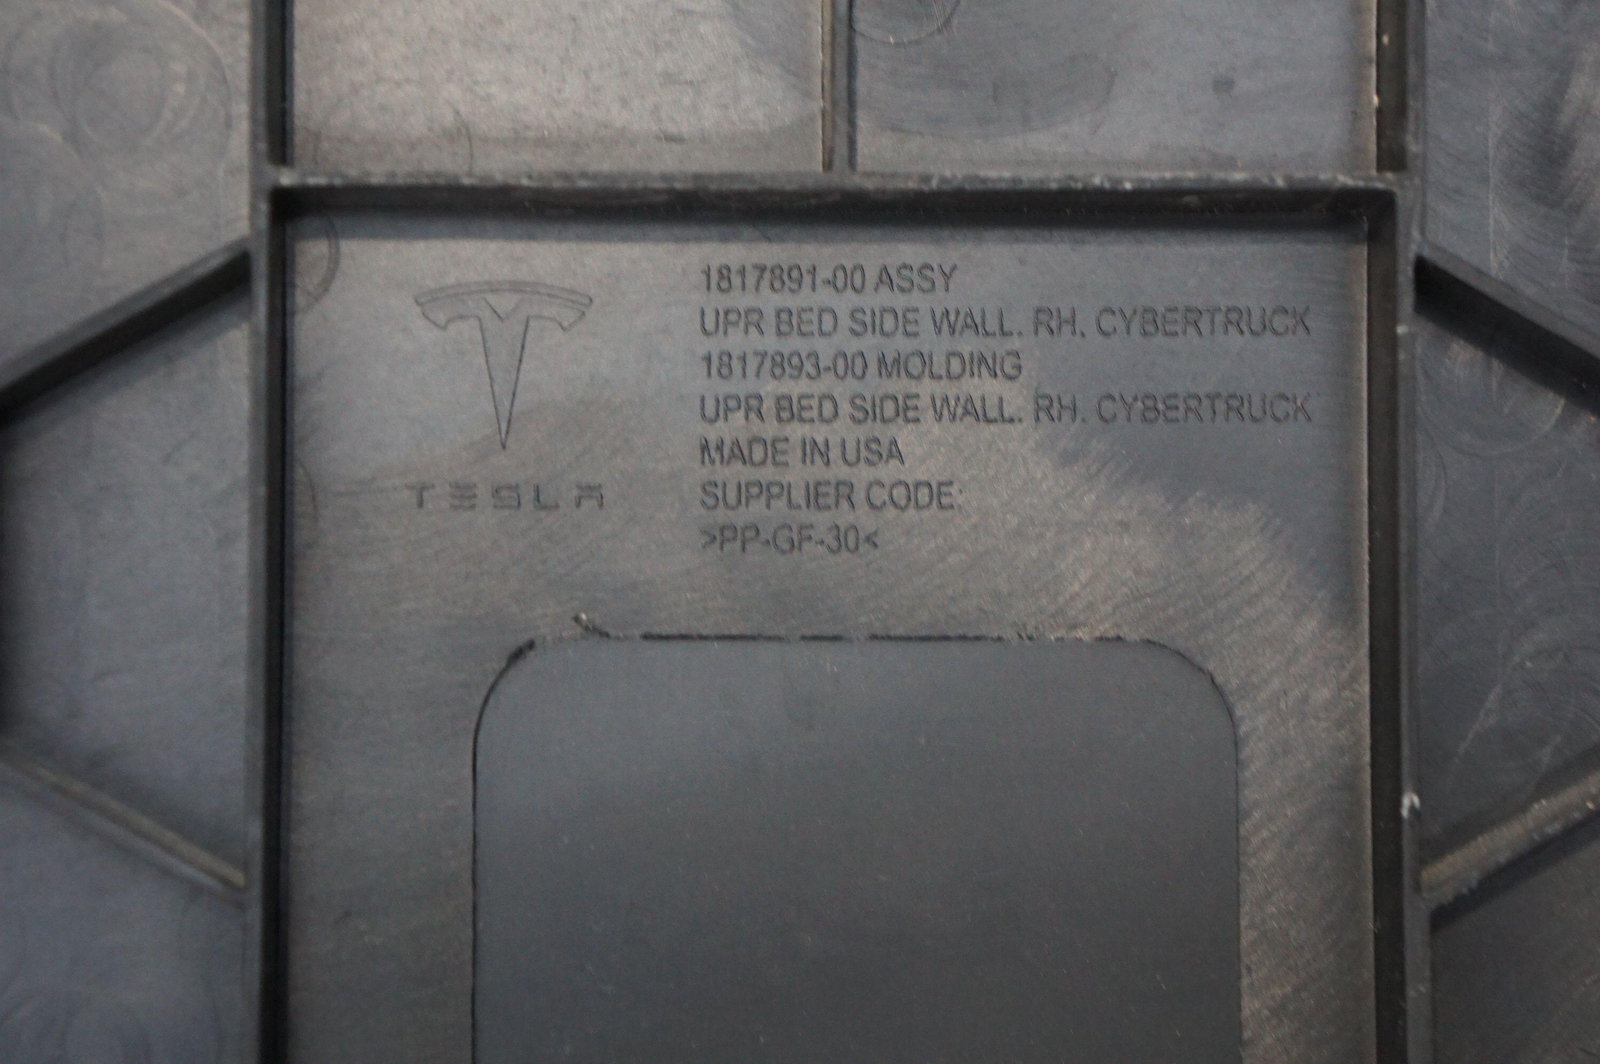 TESLA
1817891-00 ASSY
UPR BED SIDE WALL. RH. CYBERTRUCK
1817893-00 MOLDING
UPR BED SIDE WALL. RH. CYBERTRUCK
MADE IN USA
SUPPLIER CODE:
>PP-GF-30<